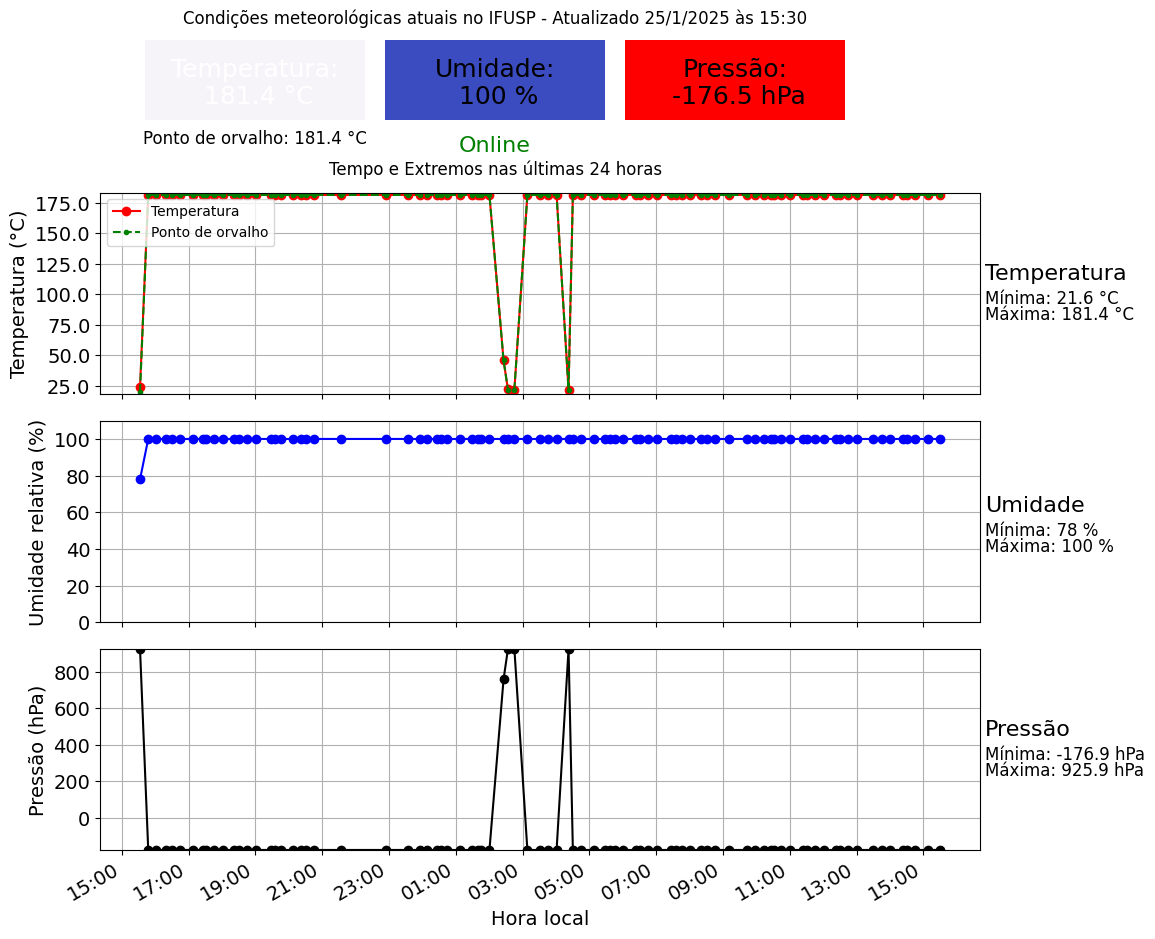 Condições meteorológicas atuais no IFUSP - Atualizado 25/1/2025 às 15:30
Temperatura:
181.4 °C
Umidade:
100 %
Pressão:
-176.5 hPa
Ponto de orvalho: 181.4 °C
Online
Tempo e Extremos nas últimas 24 horas
Temperatura (°C)
175.0
150.0
125.0
100.0
75.0
50.0
25.0
Temperatura
Ponto de orvalho
Temperatura
Mínima: 21.6 °C
Máxima: 181.4 °C
Umidade relativa (%)
100
80
60
40
20
0
Umidade
Mínima: 78 %
Máxima: 100 %
Pressão (hPa)
800
600
400
200
0
Pressão
Mínima: -176.9 hPa
Máxima: 925.9 hPa
15:00 17:00 19:00 21:00 23:00 01:00 03:00 05:00 07:00 09:00 11:00 13:00 15:00
Hora local